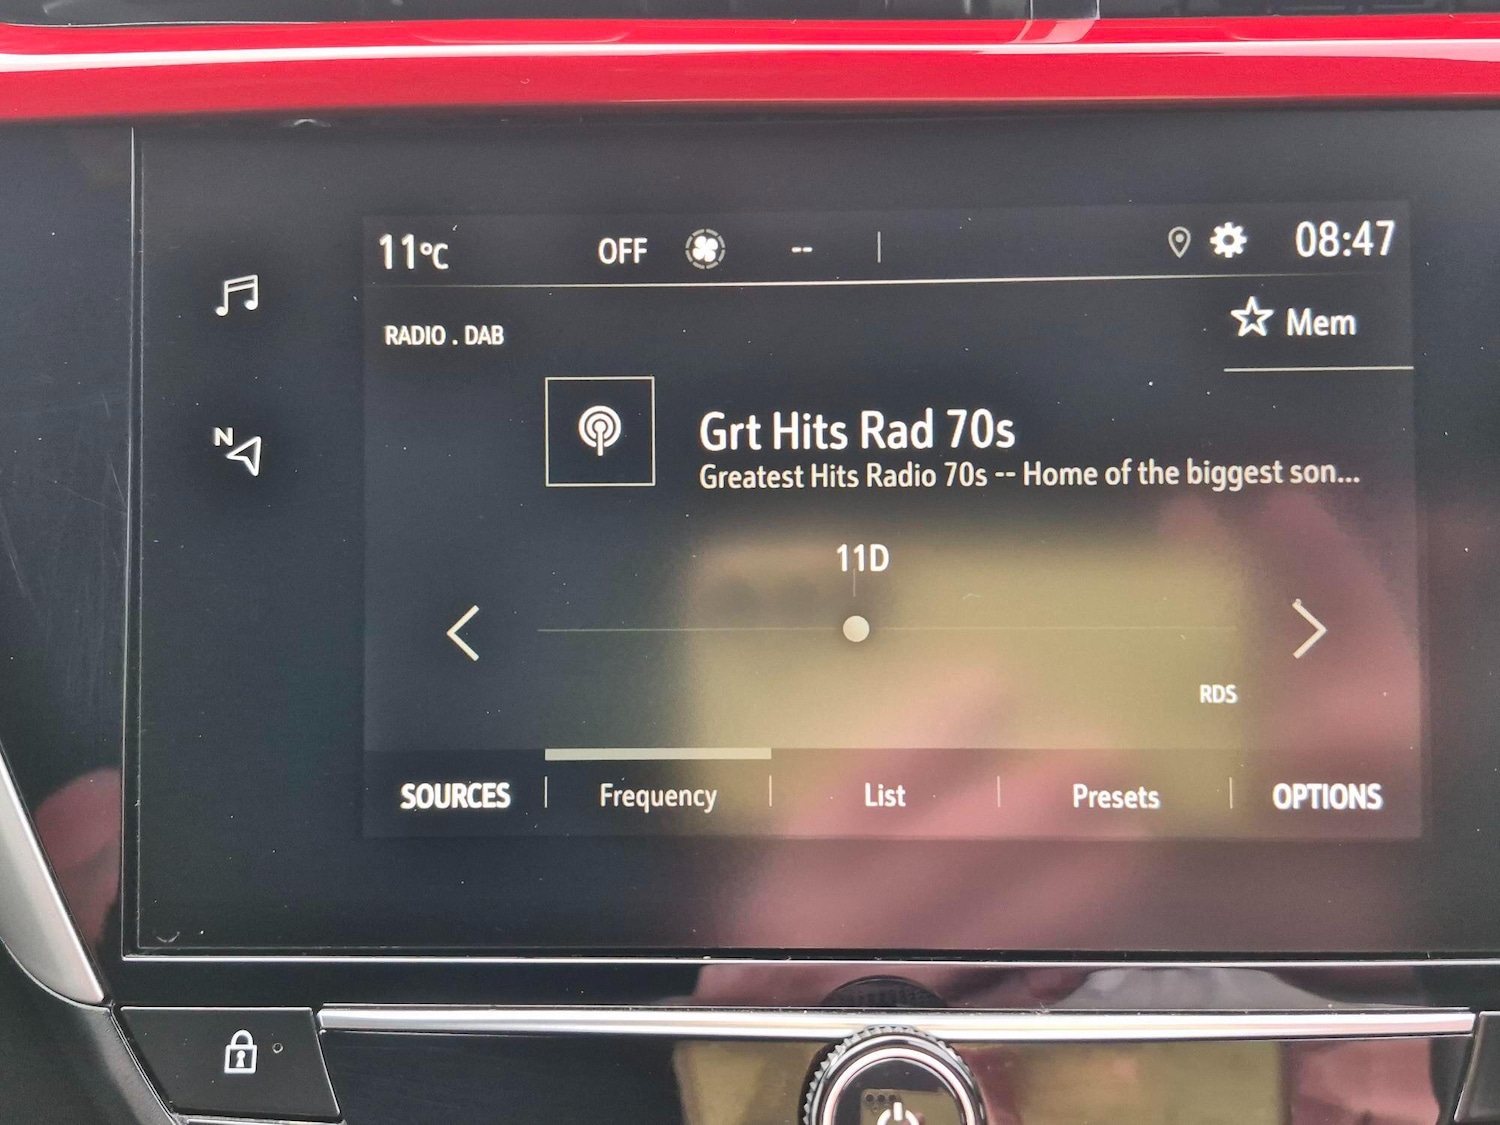 11°C OFF -- 08:47
RADIO . DAB
Mem
Grt Hits Rad 70s
Greatest Hits Radio 70s -- Home of the biggest son...
N
11D
RDS
SOURCES Frequency List Presets OPTIONS